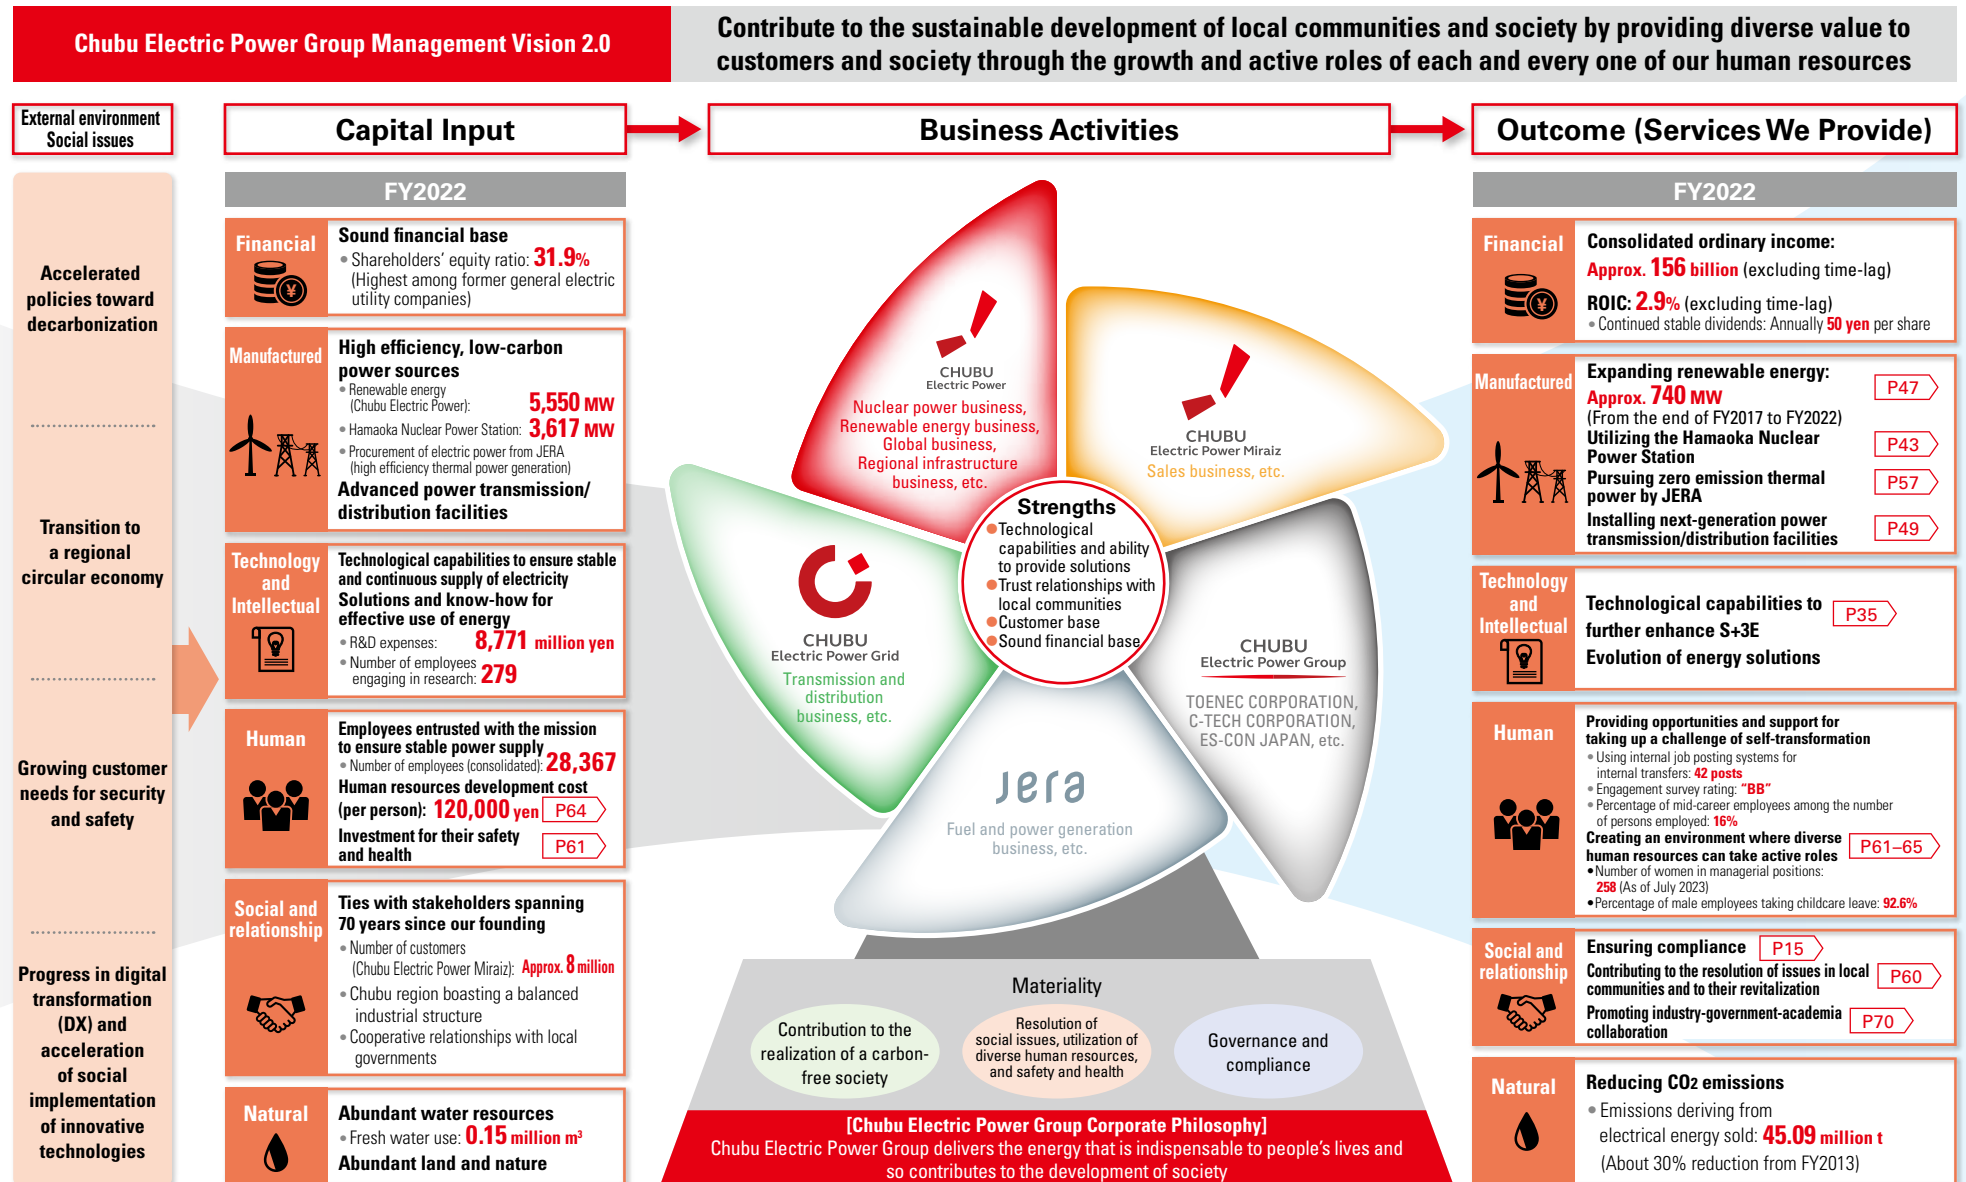 Chubu Electric Power Group Management Vision 2.0
Contribute to the sustainable development of local communities and society by providing diverse value to
customers and society through the growth and active roles of each and every one of our human resources
External environment
Social issues
Accelerated
policies toward
decarbonization
Transition to
a regional
circular economy
Growing customer
needs for security
and safety
Progress in digital
transformation
(DX) and
acceleration
of social
implementation
of innovative
technologies
Capital Input
FY2022
Financial
Sound financial base
• Shareholders' equity ratio: 31.9%
(Highest among former general electric
utility companies)
Manufactured
High efficiency, low-carbon
power sources
• Renewable energy
(Chubu Electric Power): 5,550 MW
• Hamaoka Nuclear Power Station: 3,617 MW
• Procurement of electric power from JERA
(high efficiency thermal power generation)
Advanced power transmission/
distribution facilities
Technology
and
Intellectual
Technological capabilities to ensure stable
and continuous supply of electricity
Solutions and know-how for
effective use of energy
• R&D expenses: 8,771 million yen
• Number of employees
engaging in research: 279
Human
Employees entrusted with the mission
to ensure stable power supply
• Number of employees (consolidated): 28,367
Human resources development cost
(per person): 120,000 yen P64
Investment for their safety
and health P61
Social and
relationship
Ties with stakeholders spanning
70 years since our founding
• Number of customers
(Chubu Electric Power Miraiz): Approx. 8 million
• Chubu region boasting a balanced
industrial structure
• Cooperative relationships with local
governments
Natural
Abundant water resources
• Fresh water use: 0.15 million m³
Abundant land and nature
Business Activities
CHUBU
Electric Power
Nuclear power business,
Renewable energy business,
Global business,
Regional infrastructure
business, etc.
CHUBU
Electric Power Miraiz
Sales business, etc.
CHUBU
Electric Power Grid
Transmission and
distribution
business, etc.
Strengths
• Technological
capabilities and ability
to provide solutions
• Trust relationships with
local communities
• Customer base
• Sound financial base
CHUBU
Electric Power Group
TOENEC CORPORATION,
C-TECH CORPORATION,
ES-CON JAPAN, etc.
Jera
Fuel and power generation
business, etc.
Materiality
Contribution to the
realization of a carbon-
free society
Resolution of
social issues, utilization of
diverse human resources,
and safety and health
Governance and
compliance
[Chubu Electric Power Group Corporate Philosophy]
Chubu Electric Power Group delivers the energy that is indispensable to people's lives and
so contributes to the development of society
Outcome (Services We Provide)
FY2022
Financial
Consolidated ordinary income:
Approx. 156 billion (excluding time-lag)
ROIC: 2.9% (excluding time-lag)
• Continued stable dividends: Annually 50 yen per share
Manufactured
Expanding renewable energy:
Approx. 740 MW P47
(From the end of FY2017 to FY2022)
Utilizing the Hamaoka Nuclear
Power Station P43
Pursuing zero emission thermal
power by JERA P57
Installing next-generation power
transmission/distribution facilities P49
Technology
and
Intellectual
Technological capabilities to
further enhance S+3E P35
Evolution of energy solutions
Human
Providing opportunities and support for
taking up a challenge of self-transformation
• Using internal job posting systems for
internal transfers: 42 posts
• Engagement survey rating: "BB"
• Percentage of mid-career employees among the number
of persons employed: 16%
Creating an environment where diverse
human resources can take active roles P61–65
• Number of women in managerial positions:
258 (As of July 2023)
• Percentage of male employees taking childcare leave: 92.6%
Social and
relationship
Ensuring compliance P15
Contributing to the resolution of issues in local
communities and to their revitalization P60
Promoting industry-government-academia
collaboration P70
Natural
Reducing CO2 emissions
• Emissions deriving from
electrical energy sold: 45.09 million t
(About 30% reduction from FY2013)